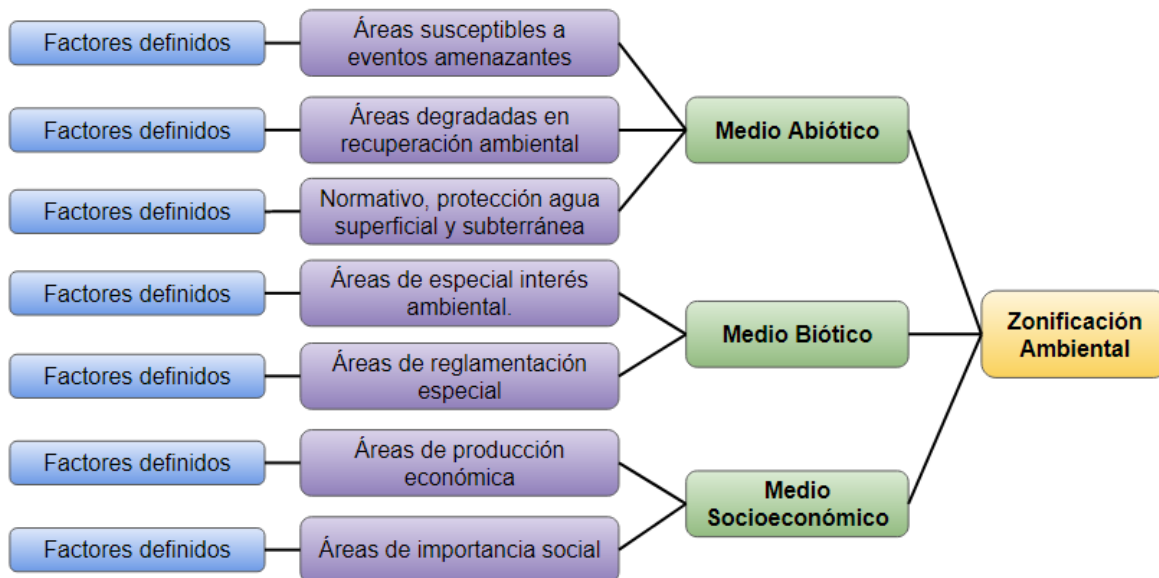 Factores definidos
Áreas susceptibles a
eventos amenazantes
Factores definidos
Áreas degradadas en
recuperación ambiental
Medio Abiótico
Factores definidos
Normativo, protección agua
superficial y subterránea
Factores definidos
Áreas de especial interés
ambiental.
Medio Biótico
Zonificación
Ambiental
Factores definidos
Áreas de reglamentación
especial
Factores definidos
Áreas de producción
económica
Medio
Socioeconómico
Factores definidos
Áreas de importancia social